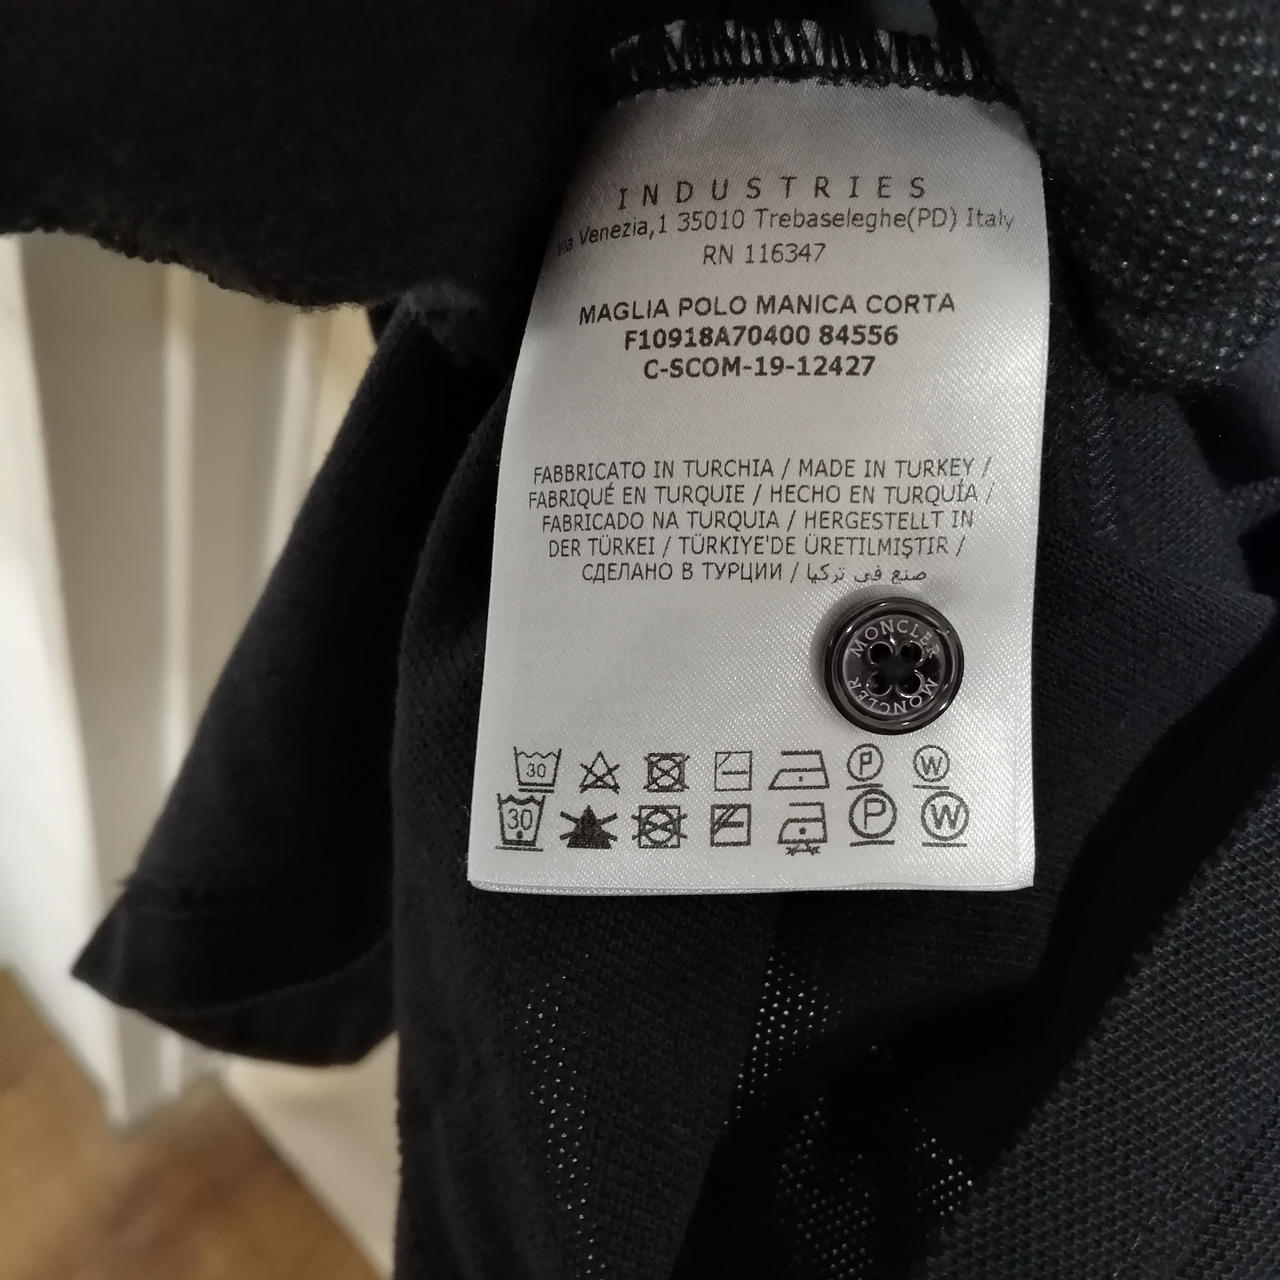 INDUSTRIES
Via Venezia,1 35010 Trebaseleghe(PD) Italy
RN 116347
MAGLIA POLO MANICA CORTA
F10918A70400 84556
C-SCOM-19-12427
FABBRICATO IN TURCHIA / MADE IN TURKEY /
FABRIQUÉ EN TURQUIE / HECHO EN TURQUÍA /
FABRICADO NA TURQUIA / HERGESTELLT IN
DER TÜRKEI / TÜRKIYE'DE ÜRETILMIŞTIR /
СДЕЛАНО В ТУРЦИИ / صنع في تركيا
MONCLER
MONCLER
30 P W
30 P W